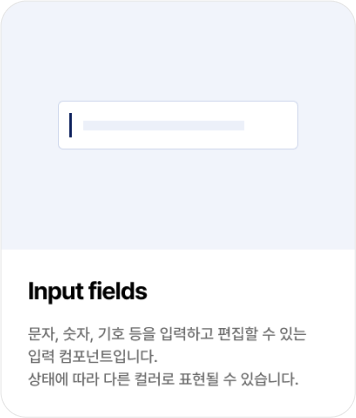 Input fields
문자, 숫자, 기호 등을 입력하고 편집할 수 있는
입력 컴포넌트입니다.
상태에 따라 다른 컬러로 표현될 수 있습니다.